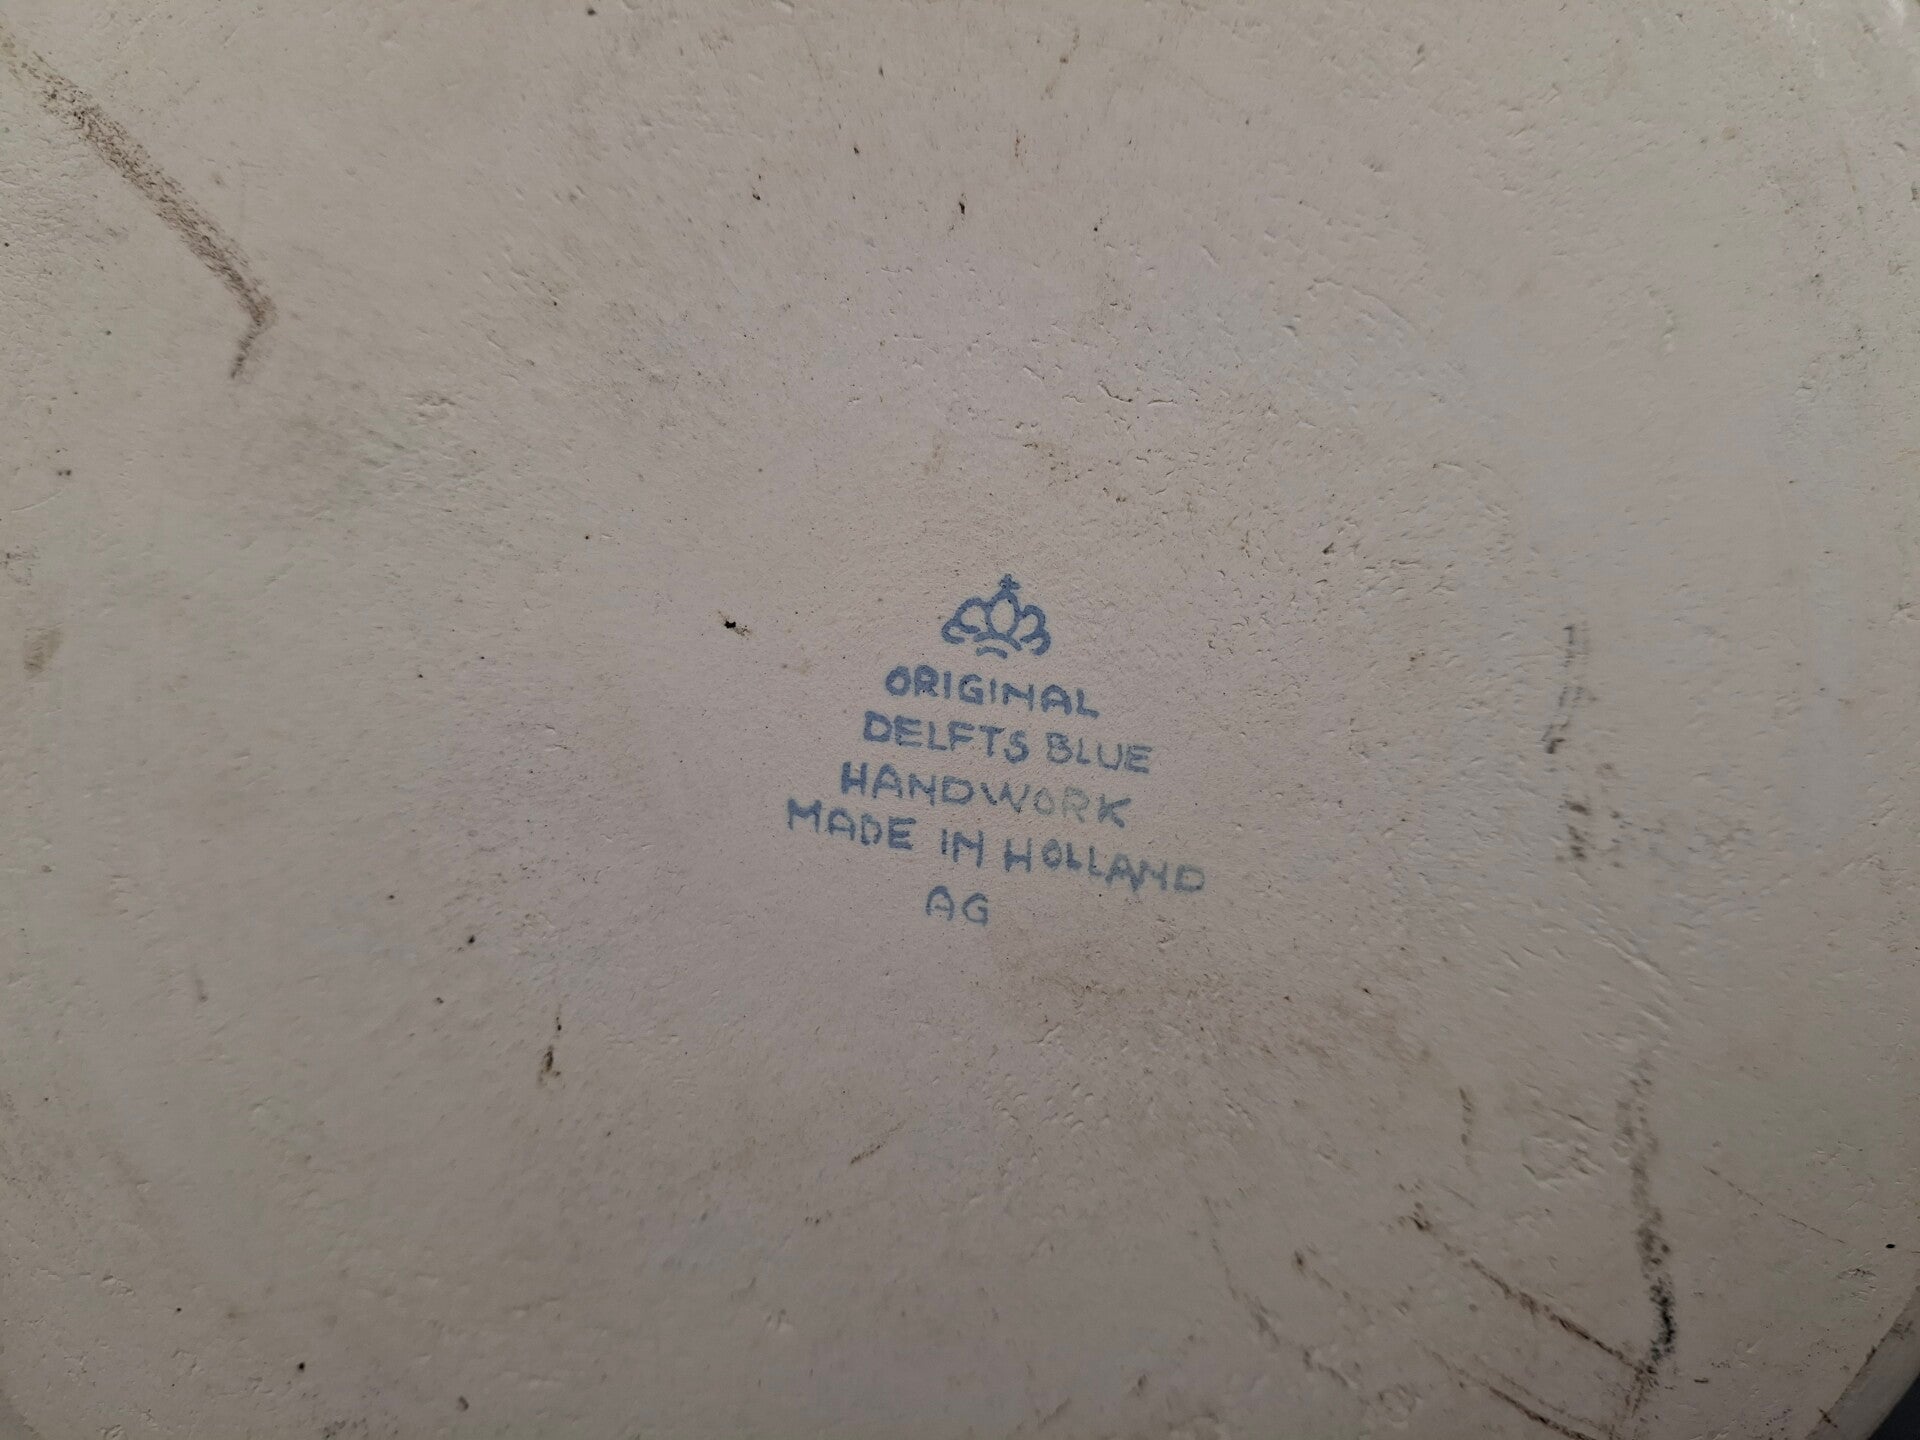 ORIGINAL
DELFTS BLUE
HANDWORK
MADE IN HOLLAND
AG